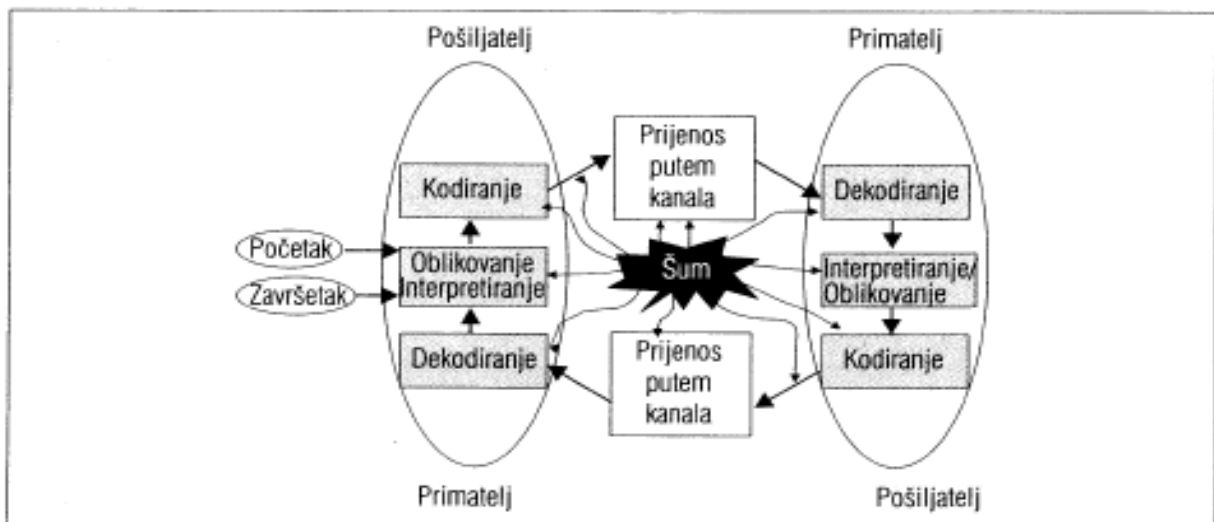 Pošiljatelj
Primatelj
Prijenos
putem
kanala
Kodiranje
Dekodiranje
Početak
Oblikovanje
Interpretiranje
Završetak
Šum
Interpretiranje/
Oblikovanje
Dekodiranje
Prijenos
putem
kanala
Kodiranje
Primatelj
Pošiljatelj